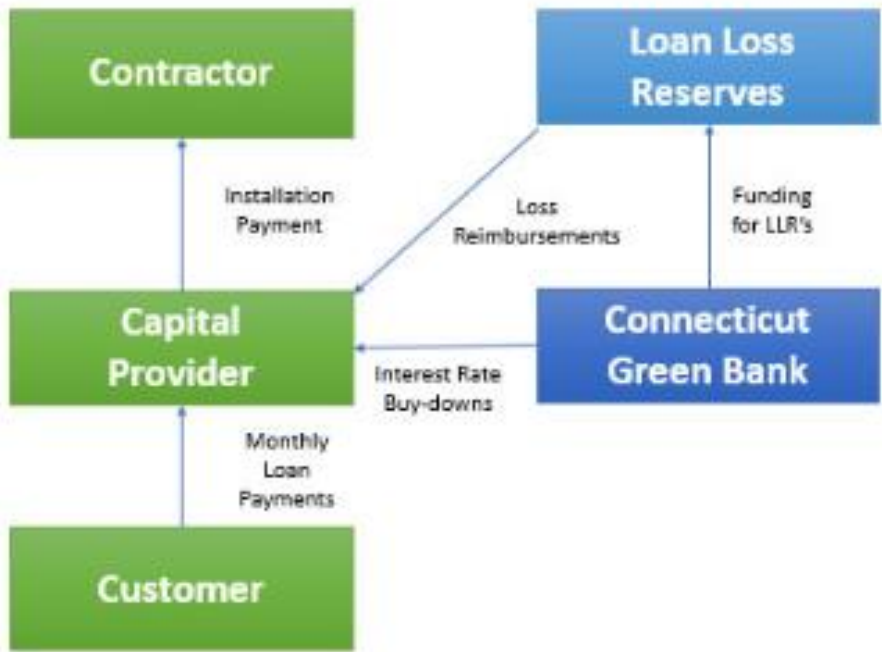 Contractor
Loan Loss
Reserves
Installation
Payment
Loss
Reimbursements
Funding
for LLR's
Capital
Provider
Connecticut
Green Bank
Interest Rate
Buy-downs
Monthly
Loan
Payments
Customer